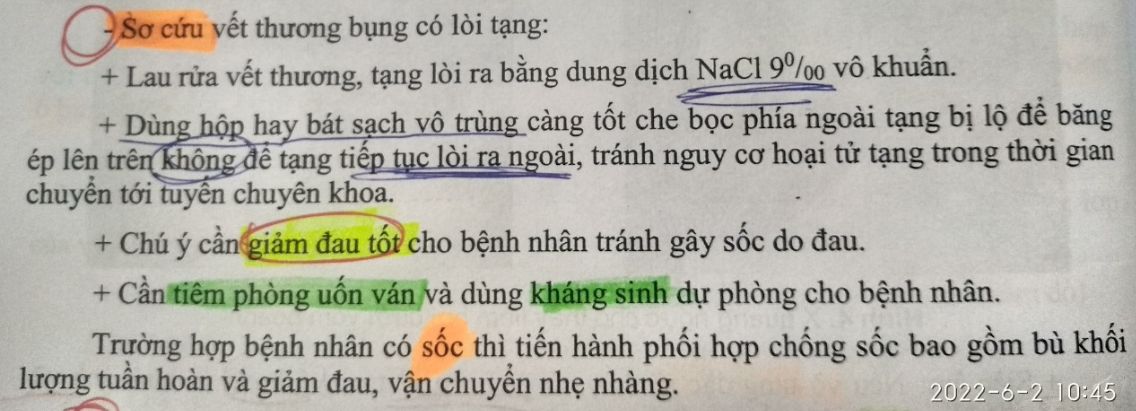 - Sơ cứu vết thương bụng có lòi tạng:
+ Lau rửa vết thương, tạng lòi ra bằng dung dịch NaCl 9⁰/₀₀ vô khuẩn.
+ Dùng hộp hay bát sạch vô trùng càng tốt che bọc phía ngoài tạng bị lộ để băng
ép lên trên không để tạng tiếp tục lòi ra ngoài, tránh nguy cơ hoại tử tạng trong thời gian
chuyển tới tuyến chuyên khoa.
+ Chú ý cần giảm đau tốt cho bệnh nhân tránh gây sốc do đau.
+ Cần tiêm phòng uốn ván và dùng kháng sinh dự phòng cho bệnh nhân.
Trường hợp bệnh nhân có sốc thì tiến hành phối hợp chống sốc bao gồm bù khối
lượng tuần hoàn và giảm đau, vận chuyển nhẹ nhàng.
2022-6-2 10:45